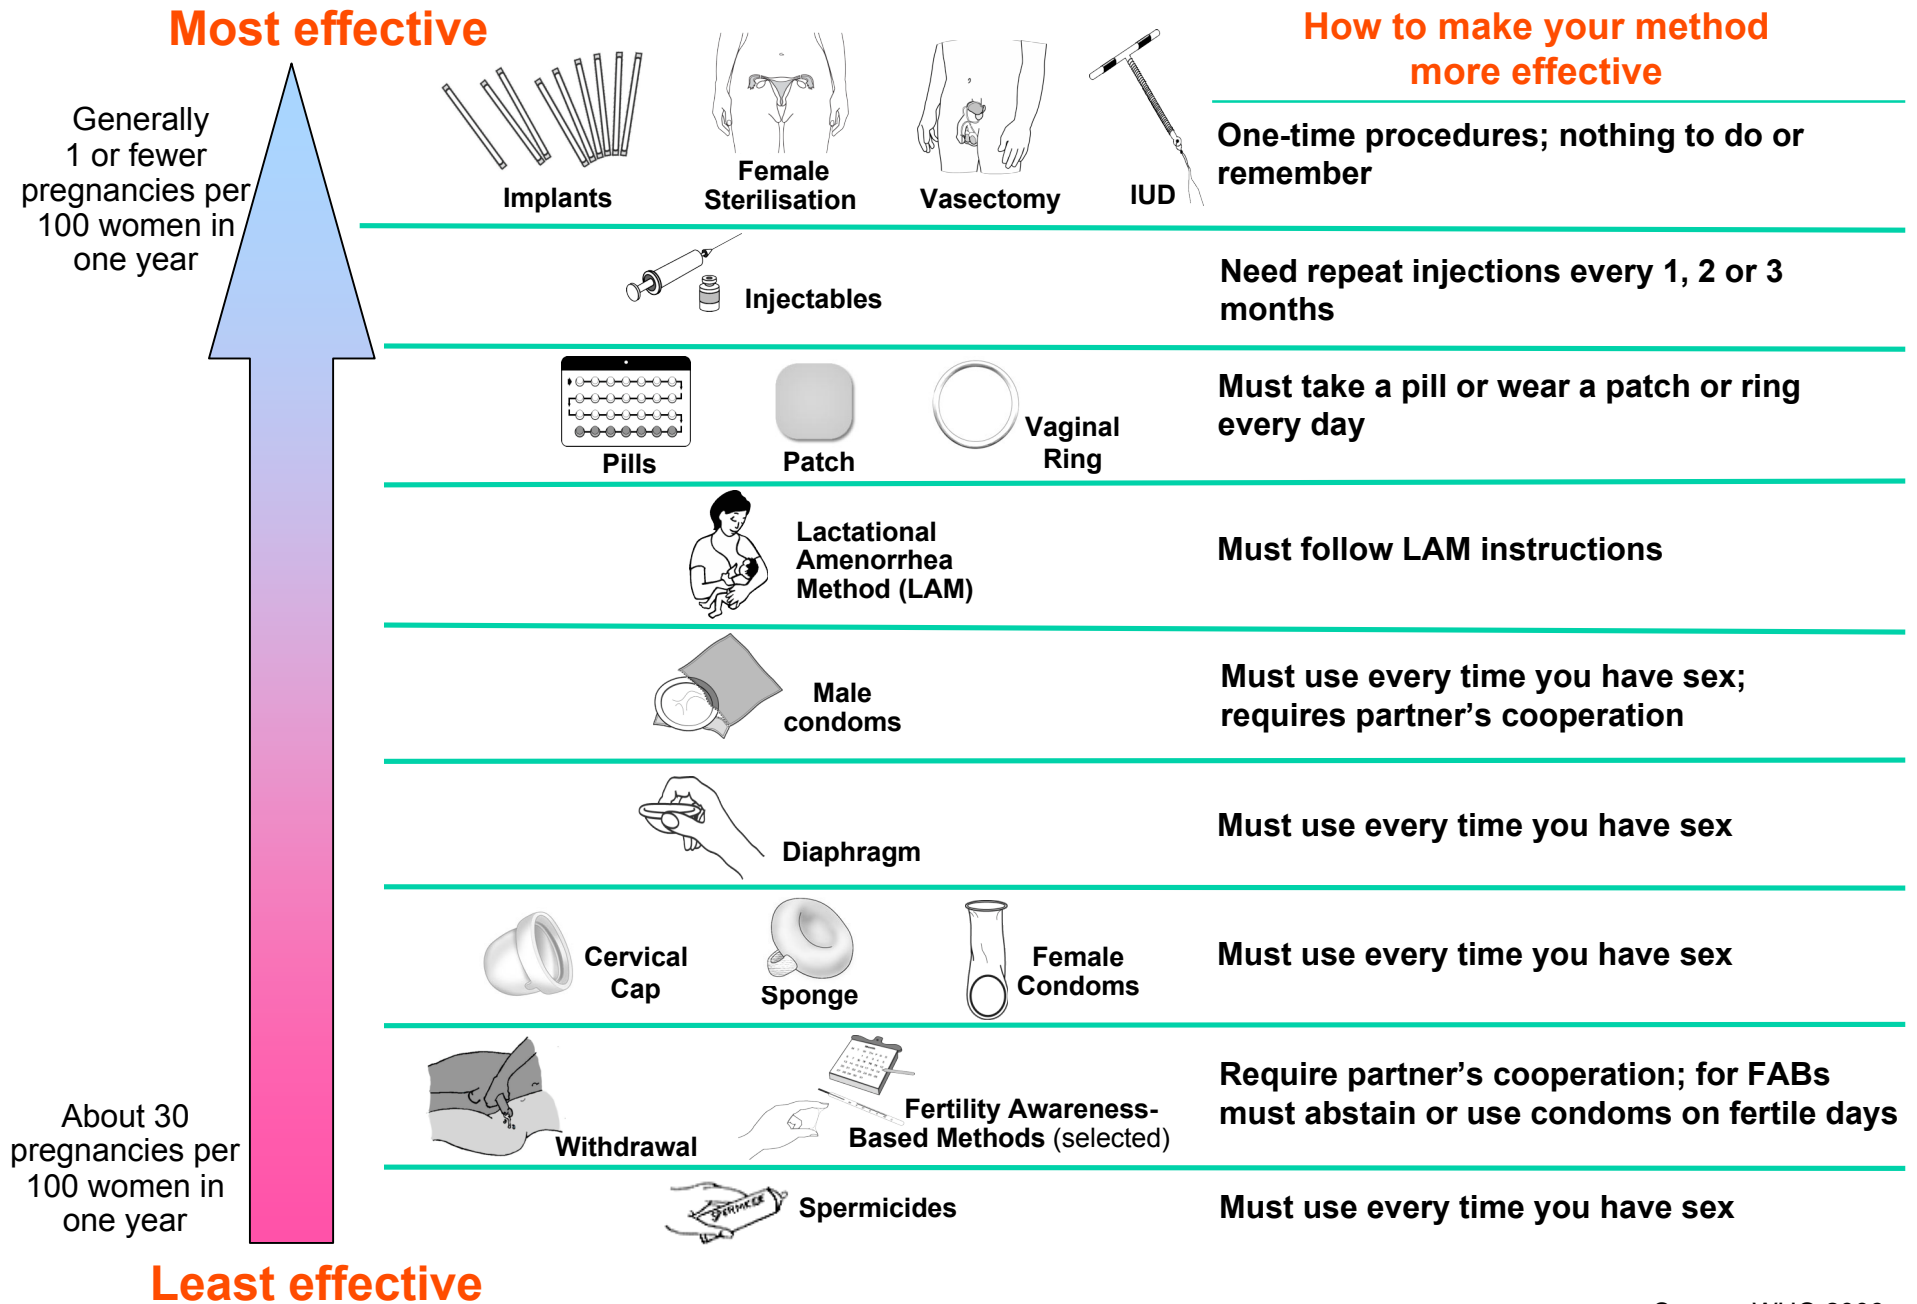 Most effective
How to make your method
more effective
Generally
1 or fewer
pregnancies per
100 women in
one year
Implants
Female
Sterilisation
Vasectomy
IUD
One-time procedures; nothing to do or
remember
Injectables
Need repeat injections every 1, 2 or 3
months
Pills
Patch
Vaginal
Ring
Must take a pill or wear a patch or ring
every day
Lactational
Amenorrhea
Method (LAM)
Must follow LAM instructions
Male
condoms
Must use every time you have sex;
requires partner’s cooperation
Diaphragm
Must use every time you have sex
Cervical
Cap
Sponge
Female
Condoms
Must use every time you have sex
Withdrawal
Fertility Awareness-
Based Methods (selected)
Require partner’s cooperation; for FABs
must abstain or use condoms on fertile days
About 30
pregnancies per
100 women in
one year
Spermicides
Must use every time you have sex
Least effective